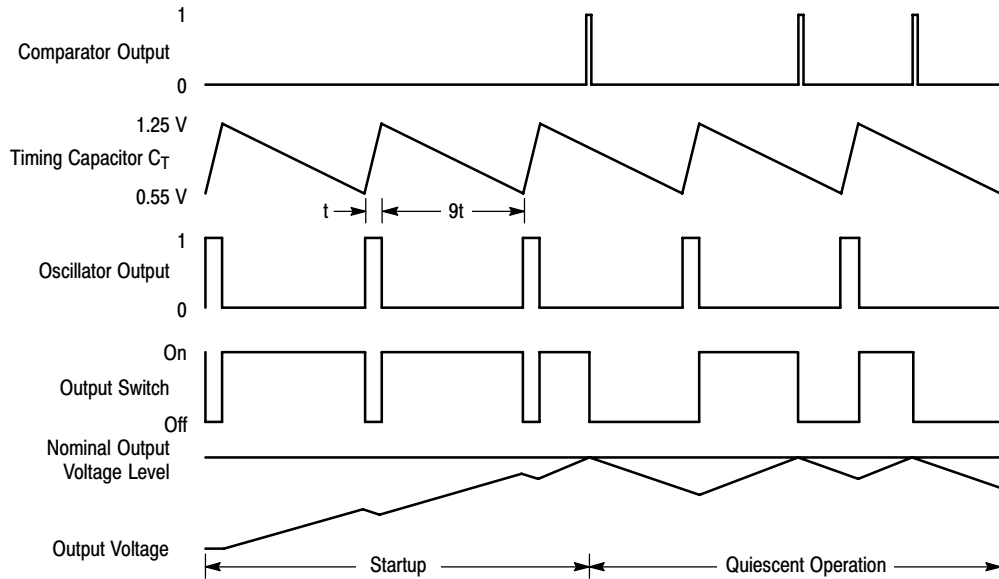 1
Comparator Output
0
1.25 V
Timing Capacitor CT
0.55 V
t
9t
1
Oscillator Output
0
On
Output Switch
Off
Nominal Output
Voltage Level
Output Voltage
Startup
Quiescent Operation